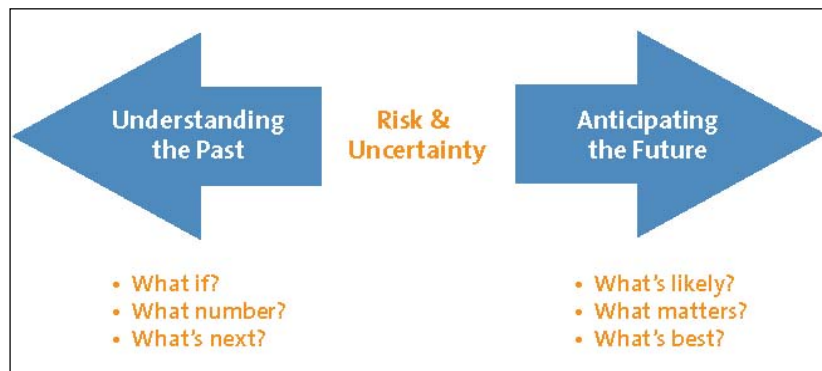 Understanding
the Past
Risk &
Uncertainty
Anticipating
the Future
• What if?
• What number?
• What's next?
• What's likely?
• What matters?
• What's best?